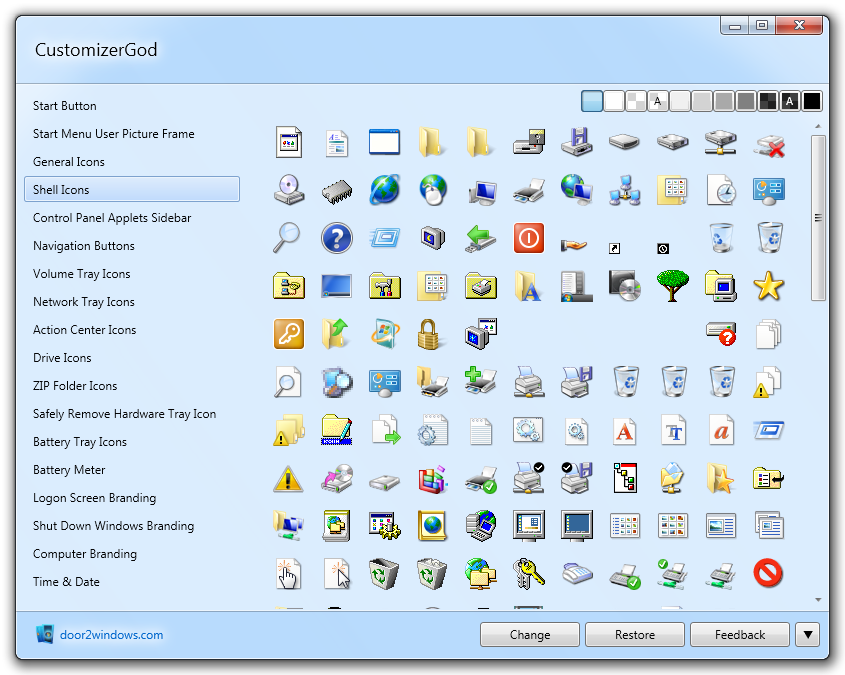 CustomizerGod
Start Button
Start Menu User Picture Frame
General Icons
Shell Icons
Control Panel Applets Sidebar
Navigation Buttons
Volume Tray Icons
Network Tray Icons
Action Center Icons
Drive Icons
ZIP Folder Icons
Safely Remove Hardware Tray Icon
Battery Tray Icons
Battery Meter
Logon Screen Branding
Shut Down Windows Branding
Computer Branding
Time & Date
A A
door2windows.com
Change Restore Feedback